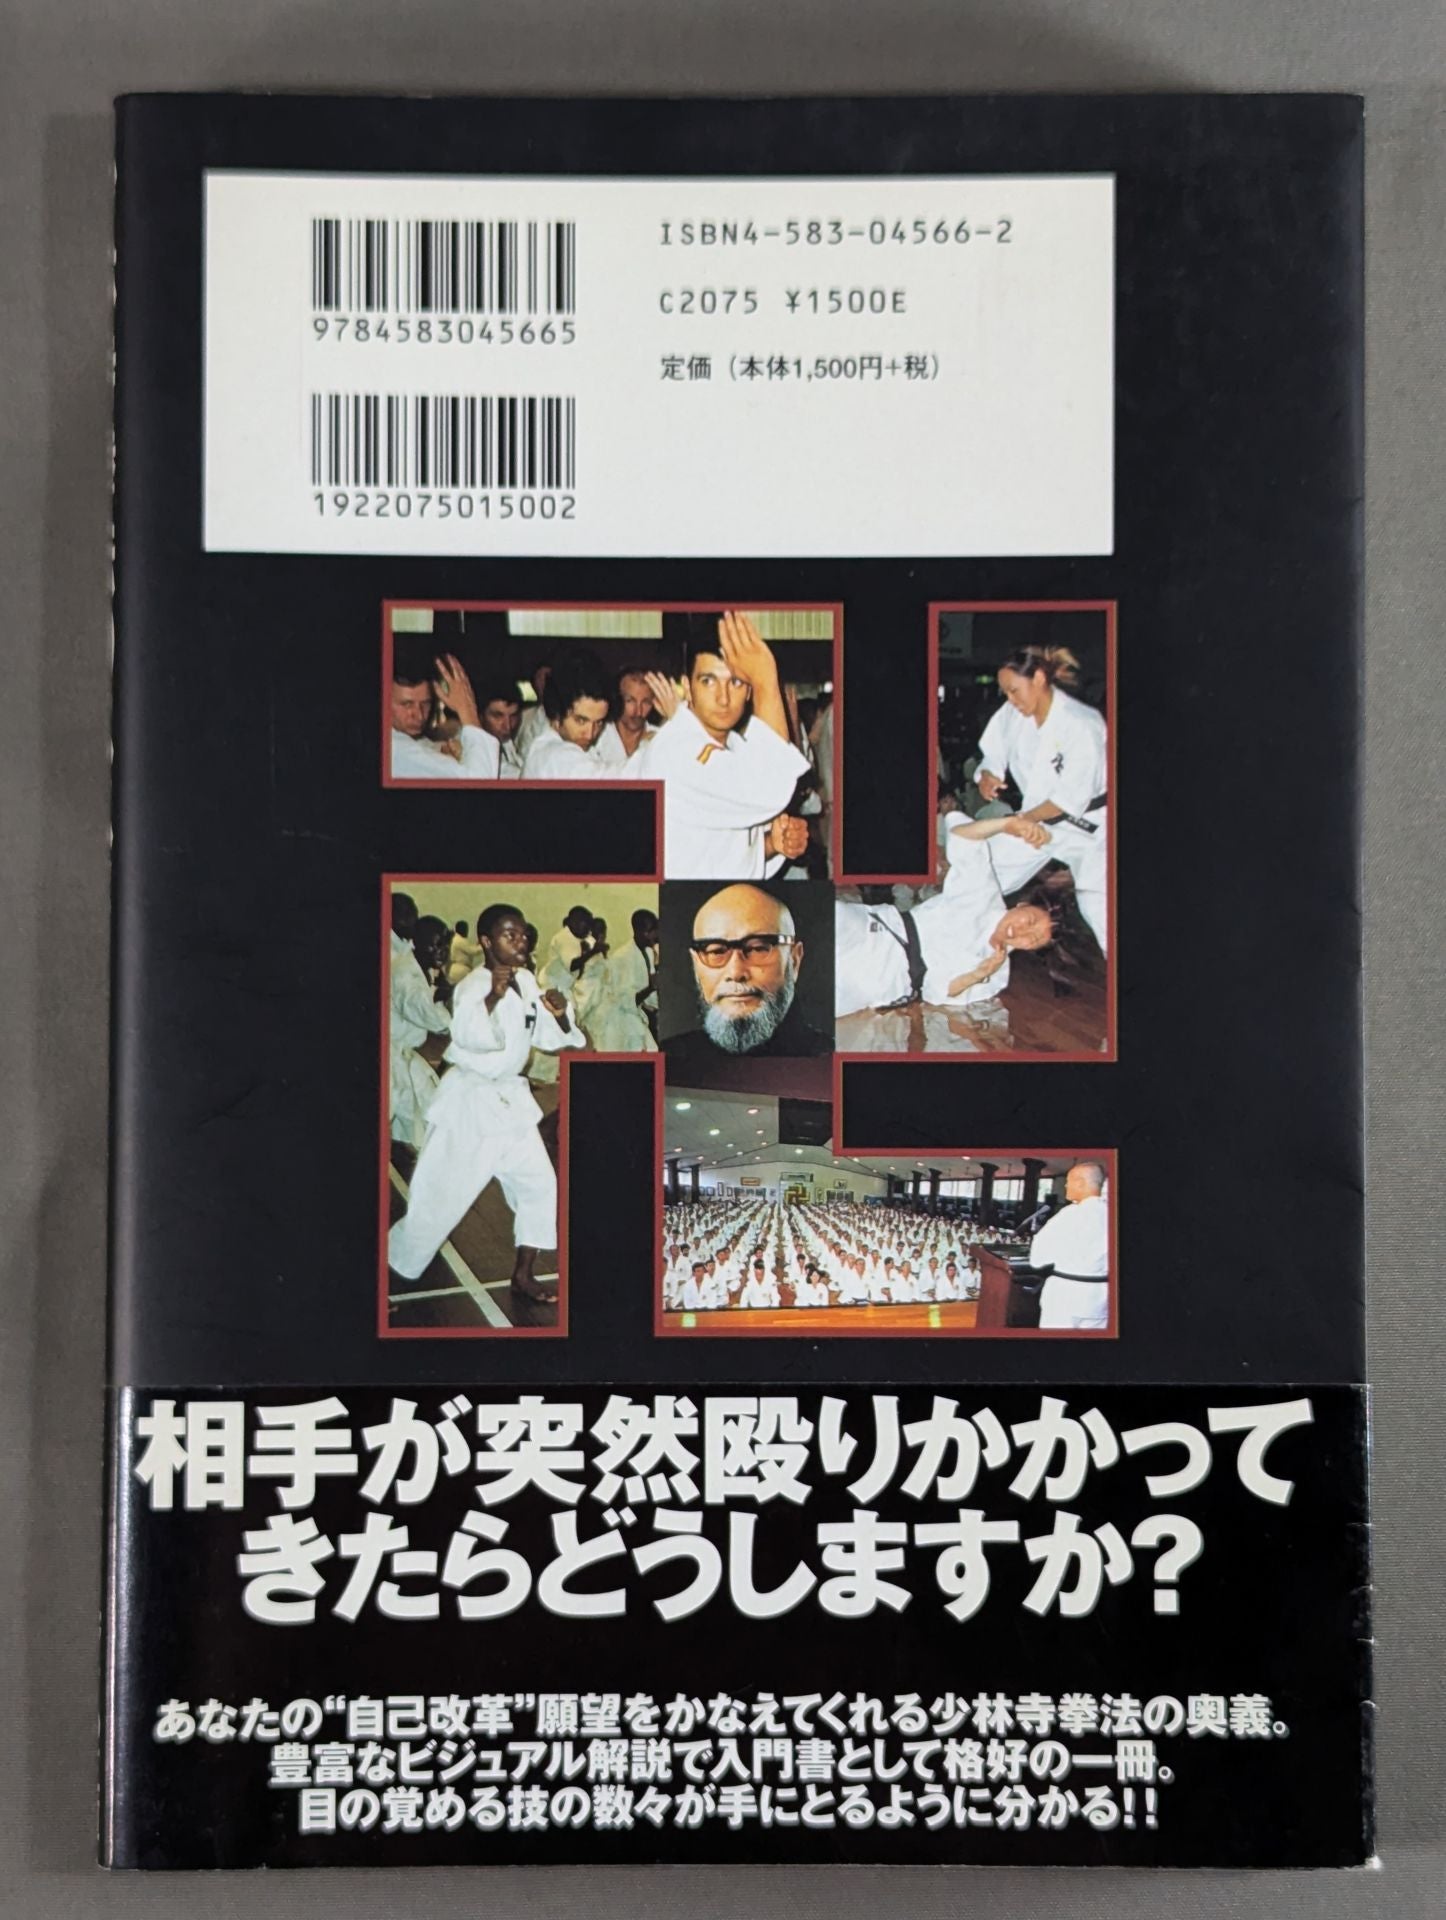 ISBN4-583-04566-2
C2075 ¥1500E
定価（本体1,500円+税）
9784583045665
1922075015002
相手が突然殴りかかって
きたらどうしますか?
あなたの“自己改革”願望をかなえてくれる少林寺拳法の奥義。
豊富なビジュアル解説で入門書として格好の一冊。
目の覚める技の数々が手にとるように分かる!!